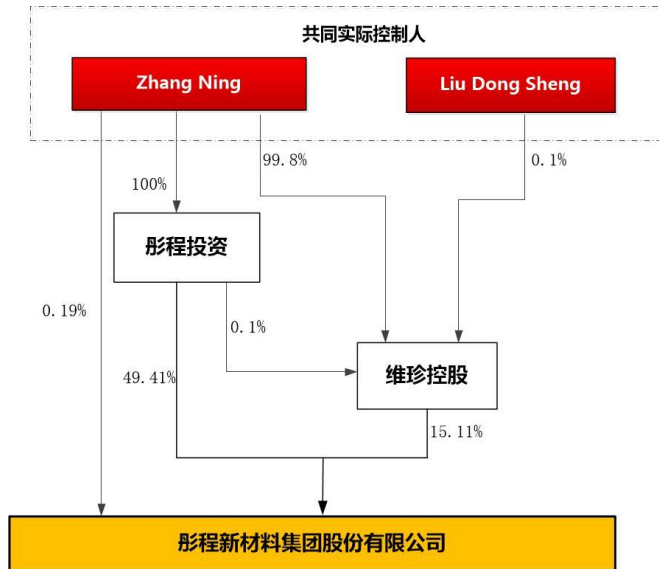 共同实际控制人
Zhang Ning
Liu Dong Sheng
99.8%
0.1%
100%
彤程投资
0.19%
0.1%
49.41%
维珍控股
15.11%
彤程新材料集团股份有限公司